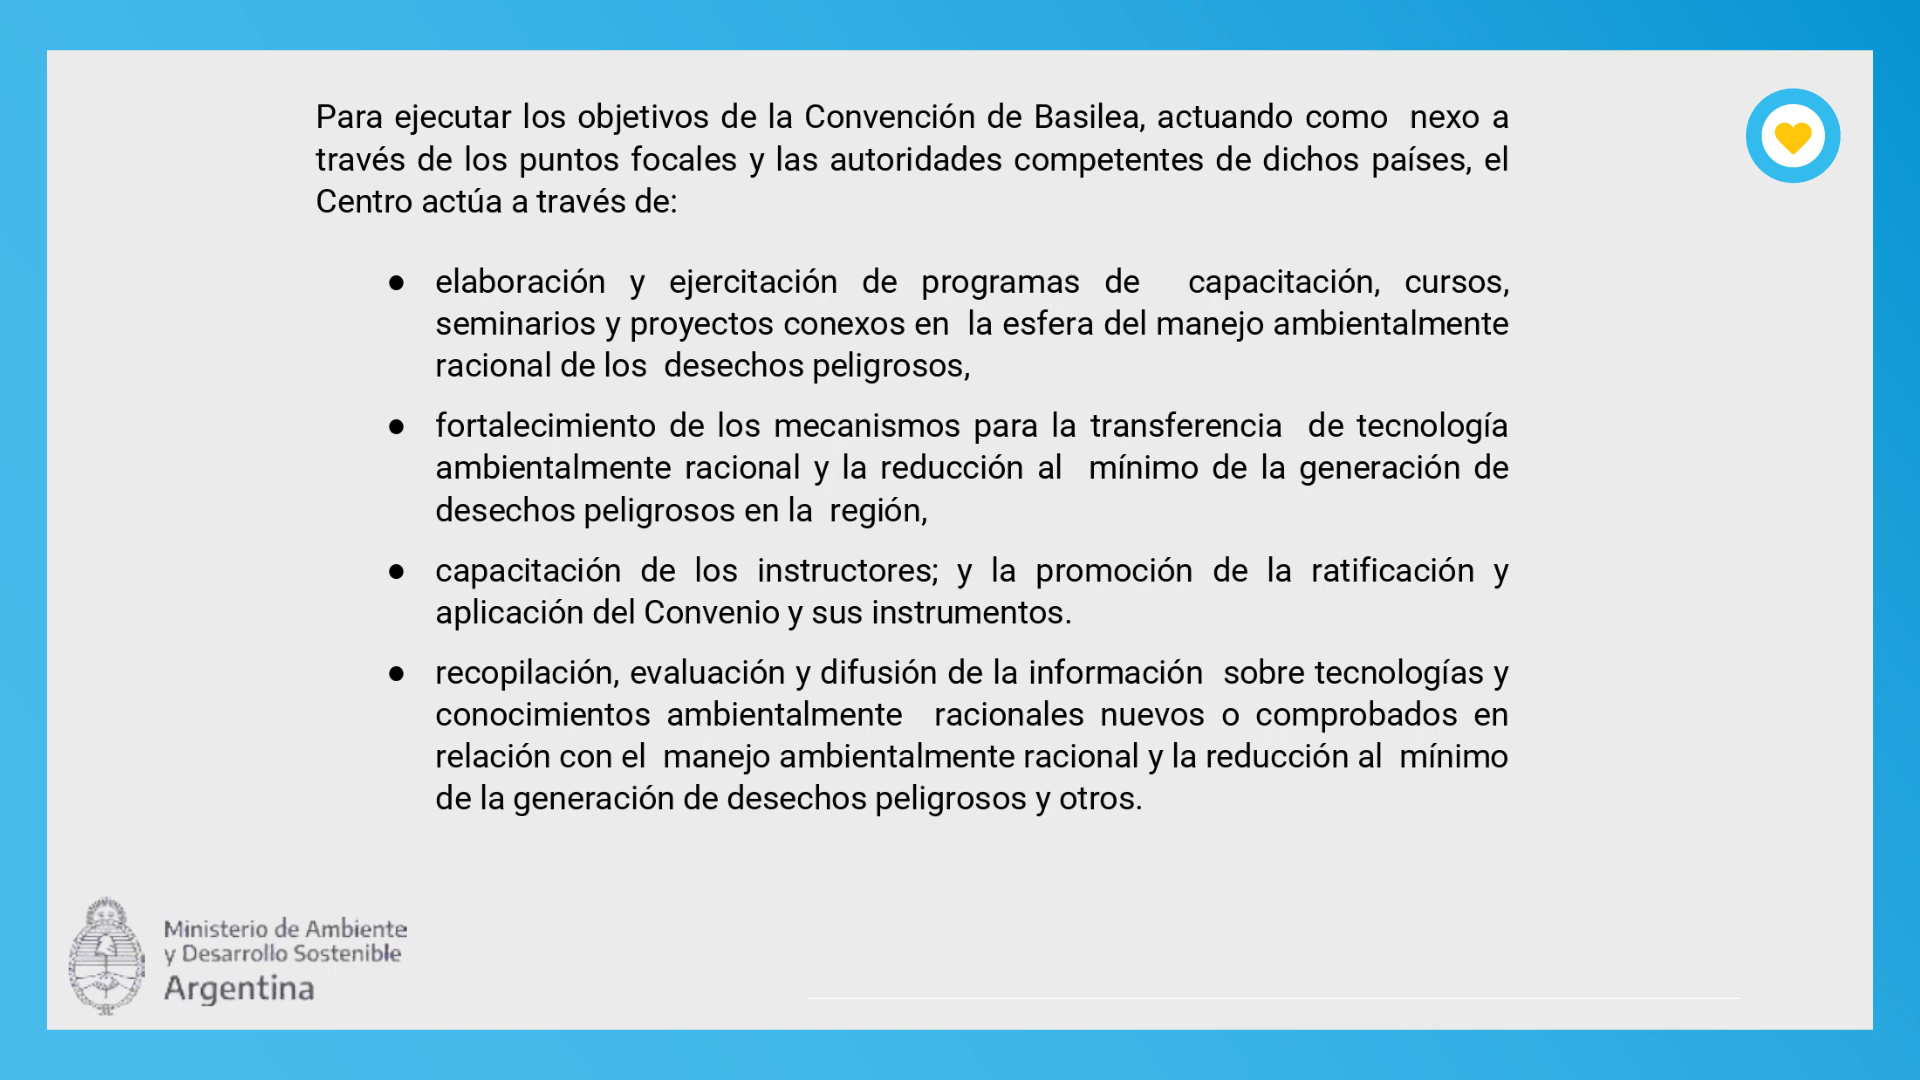 Para ejecutar los objetivos de la Convención de Basilea, actuando como nexo a
través de los puntos focales y las autoridades competentes de dichos países, el
Centro actúa a través de:
● elaboración y ejercitación de programas de capacitación, cursos,
seminarios y proyectos conexos en la esfera del manejo ambientalmente
racional de los desechos peligrosos,
● fortalecimiento de los mecanismos para la transferencia de tecnología
ambientalmente racional y la reducción al mínimo de la generación de
desechos peligrosos en la región,
● capacitación de los instructores; y la promoción de la ratificación y
aplicación del Convenio y sus instrumentos.
● recopilación, evaluación y difusión de la información sobre tecnologías y
conocimientos ambientalmente racionales nuevos o comprobados en
relación con el manejo ambientalmente racional y la reducción al mínimo
de la generación de desechos peligrosos y otros.
Ministerio de Ambiente
y Desarrollo Sostenible
Argentina